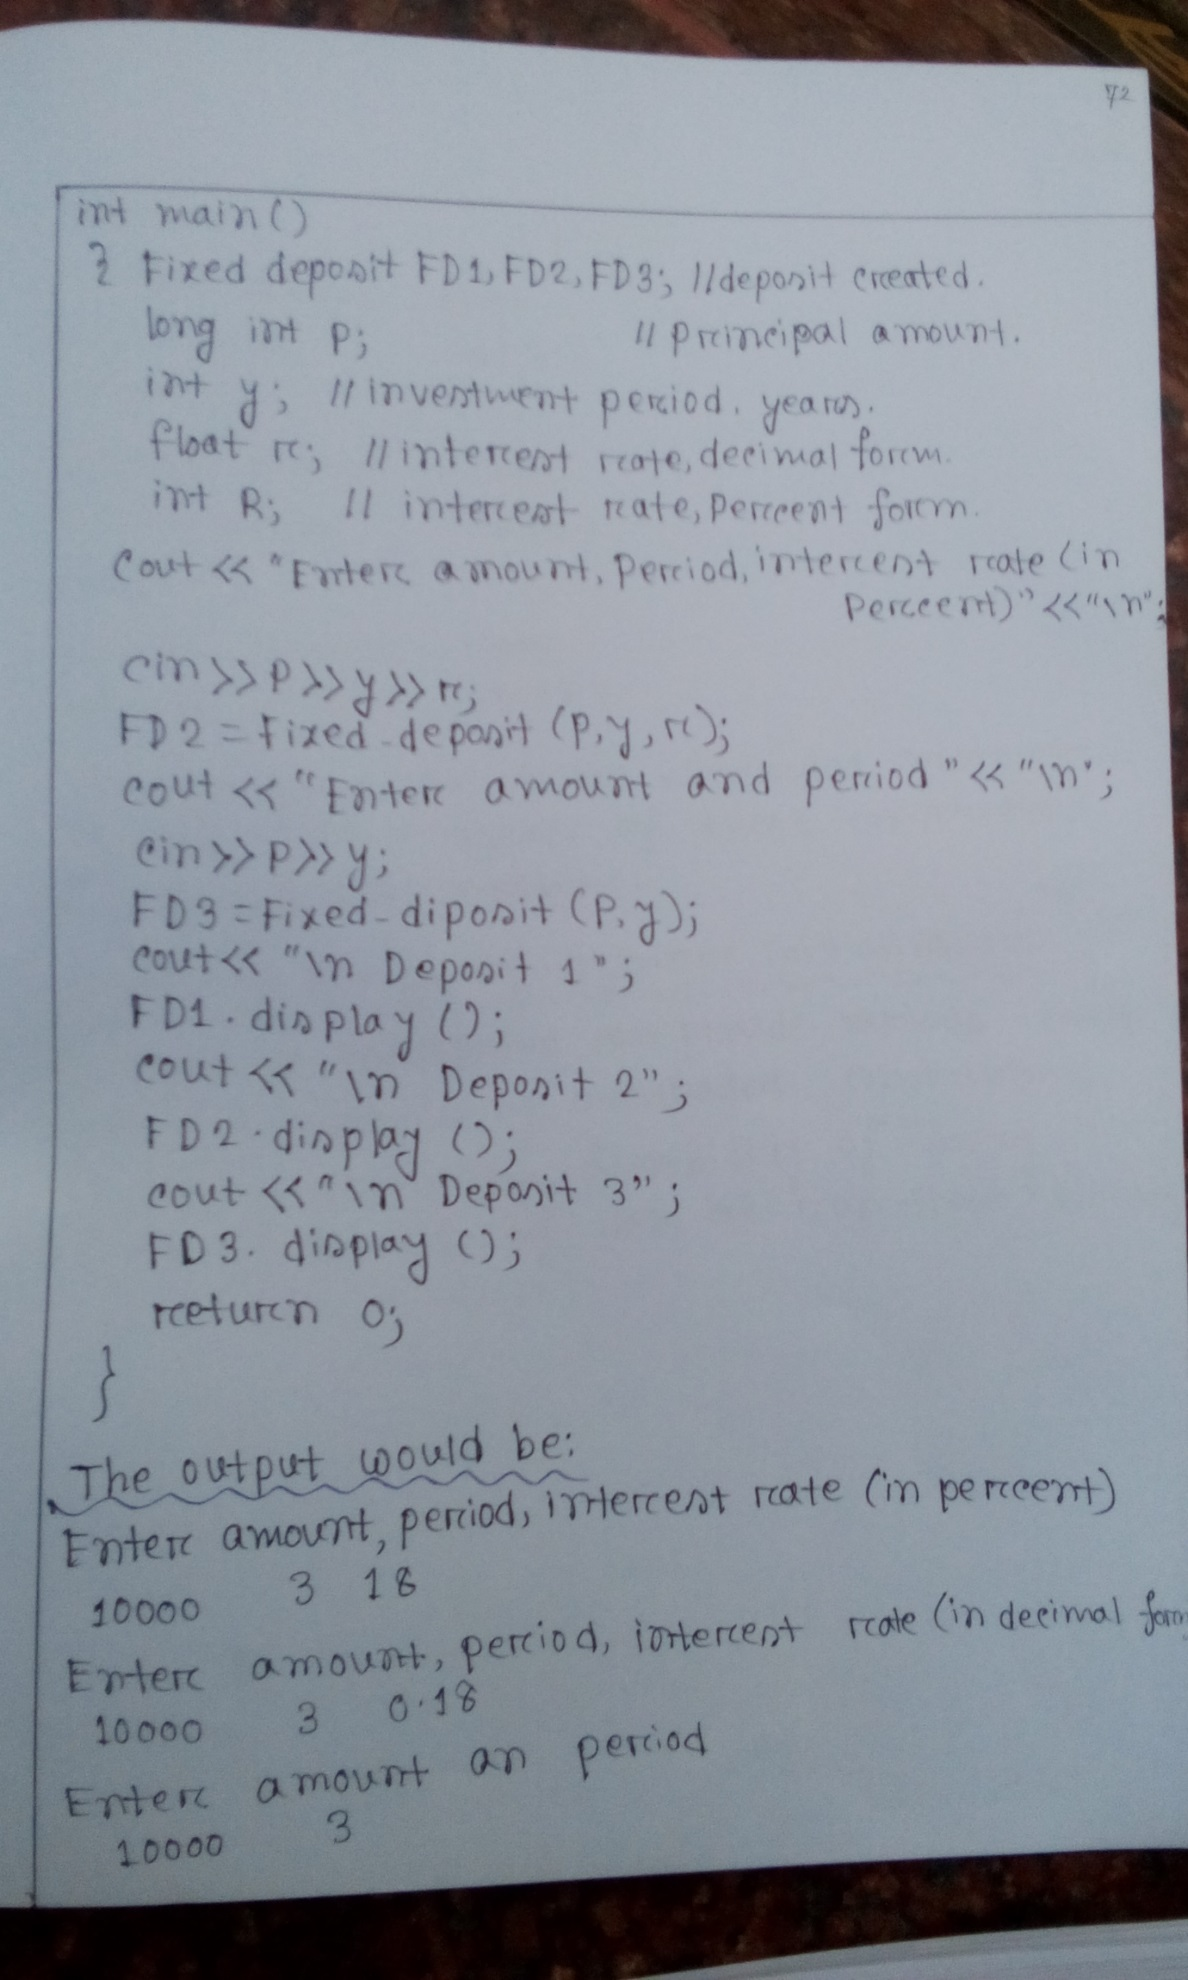 72
int main()
{ Fixed deposit FD1, FD2, FD3; //deposit created.
long int p; // principal amount.
int y; // investment period, years.
float r; // interest rate, decimal form.
int R; // interest rate, percent form.
Cout << "Enter amount, Period, interest rate (in
Percent)" <<"\n";
cin>>P>>y>>r;
FD2 = Fixed-deposit (P,y,r);
cout << "Enter amount and period" << "\n";
cin>>P>>y;
FD3 = Fixed-diposit (P,y);
cout<< "\n Deposit 1";
FD1.display ();
cout << "\n Deposit 2";
FD2.display ();
cout << "\n Deposit 3";
FD3. display ();
return 0;
}
The output would be:
Enter amount, period, interest rate (in percent)
10000 3 18
Enter amount, period, interest rate (in decimal form
10000 3 0.18
Enter amount an period
10000 3